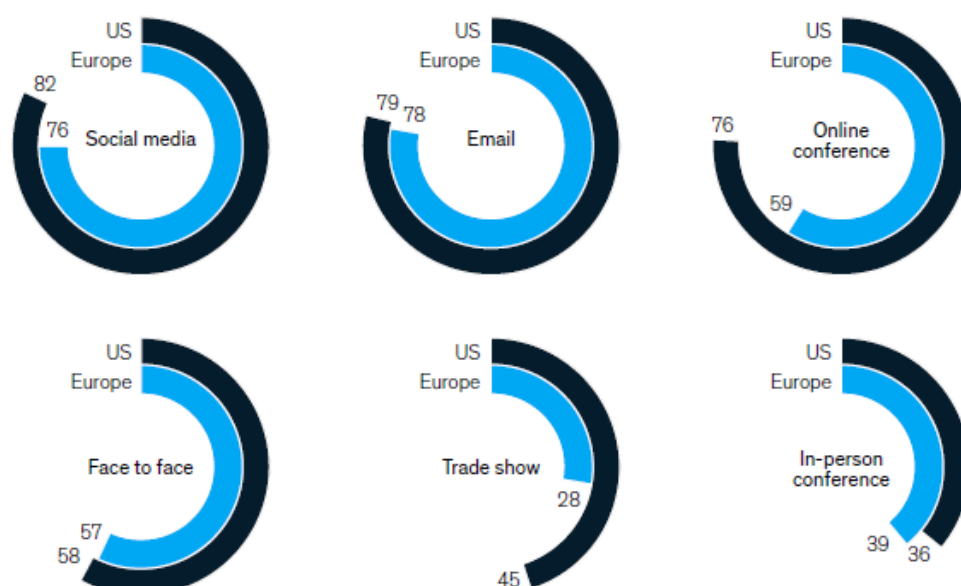 US
Europe
82
76
Social media
US
Europe
79
78
Email
US
Europe
76
59
Online
conference
US
Europe
Face to face
57
58
US
Europe
Trade show
28
45
US
Europe
In-person
conference
39
36